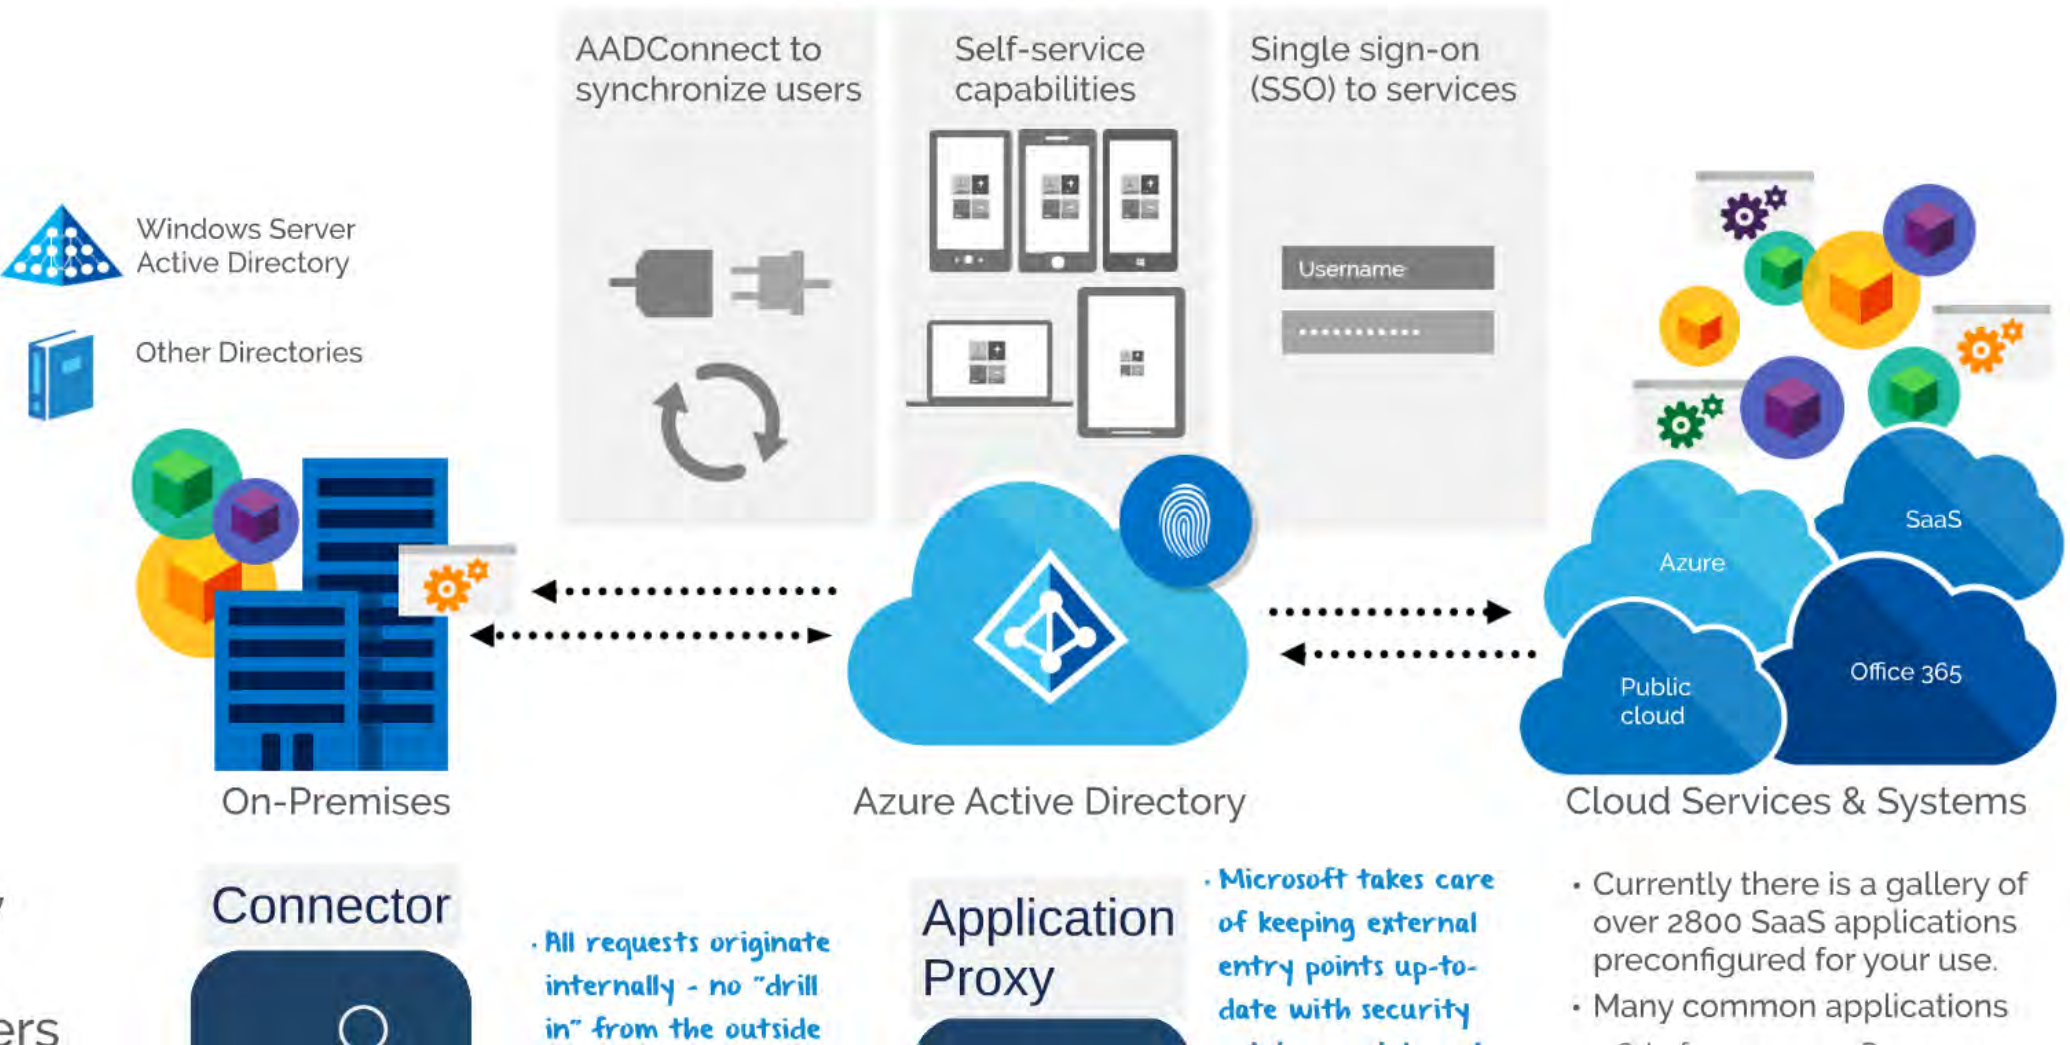 AADConnect to
synchronize users
Self-service
capabilities
Single sign-on
(SSO) to services
Windows Server
Active Directory
Other Directories
Username
SaaS
Azure
Office 365
Public
cloud
On-Premises
Azure Active Directory
Cloud Services & Systems
Connector
· All requests originate
internally - no "drill
in" from the outside
Application
Proxy
· Microsoft takes care
of keeping external
entry points up-to-
date with security
• Currently there is a gallery of
over 2800 SaaS applications
preconfigured for your use.
• Many common applications
ers